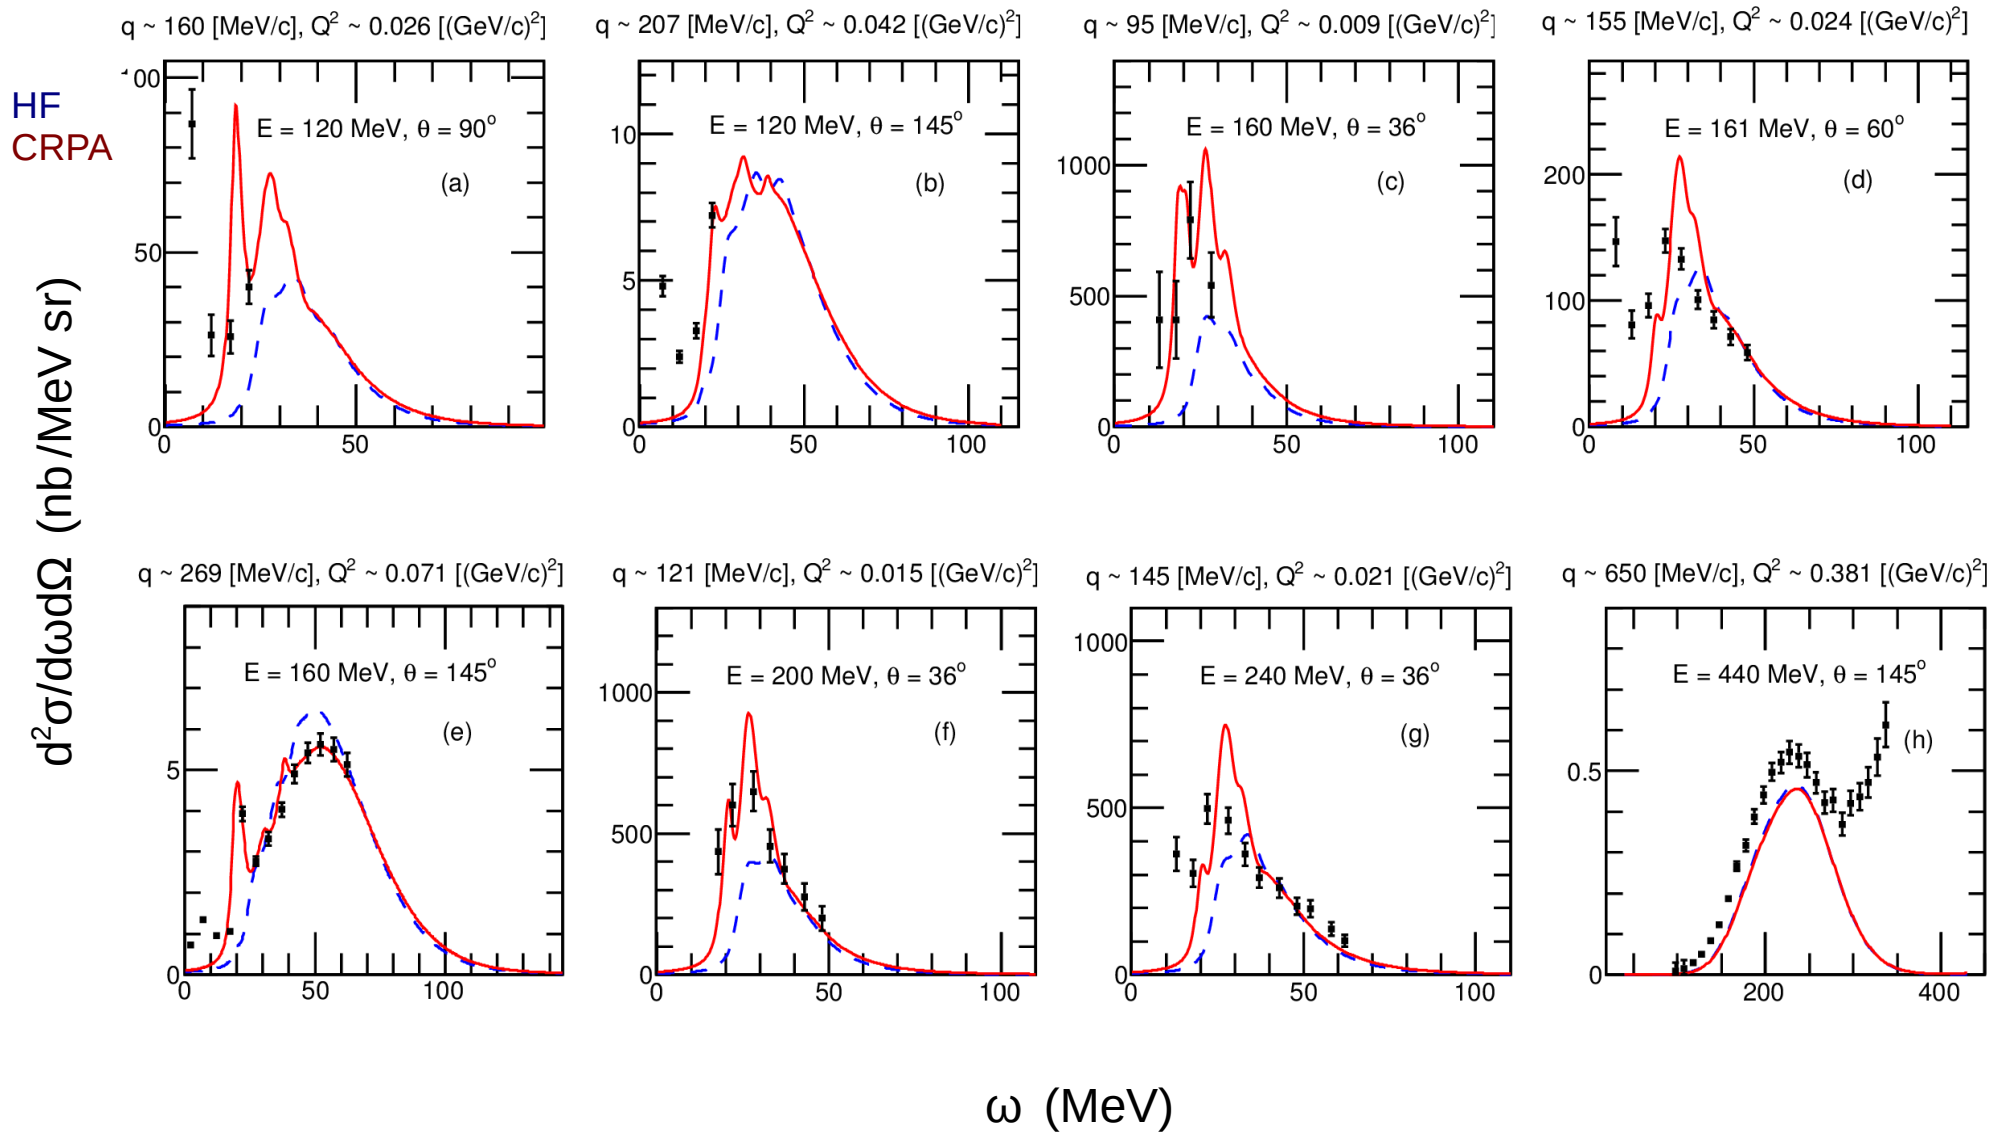 q ~ 160 [MeV/c], Q² ~ 0.026 [(GeV/c)²]
q ~ 207 [MeV/c], Q² ~ 0.042 [(GeV/c)²]
q ~ 95 [MeV/c], Q² ~ 0.009 [(GeV/c)²]
q ~ 155 [MeV/c], Q² ~ 0.024 [(GeV/c)²]
HF
CRPA
d²σ/dωdΩ (nb/MeV sr)
00
50
0
E = 120 MeV, θ = 90°
(a)
0
50
10
5
0
E = 120 MeV, θ = 145°
(b)
0
50
100
1000
500
0
E = 160 MeV, θ = 36°
(c)
0
50
100
200
100
0
E = 161 MeV, θ = 60°
(d)
0
50
100
q ~ 269 [MeV/c], Q² ~ 0.071 [(GeV/c)²]
q ~ 121 [MeV/c], Q² ~ 0.015 [(GeV/c)²]
q ~ 145 [MeV/c], Q² ~ 0.021 [(GeV/c)²]
q ~ 650 [MeV/c], Q² ~ 0.381 [(GeV/c)²]
5
0
E = 160 MeV, θ = 145°
(e)
0
50
100
1000
500
0
E = 200 MeV, θ = 36°
(f)
0
50
100
1000
500
0
E = 240 MeV, θ = 36°
(g)
0
50
100
0.5
0
E = 440 MeV, θ = 145°
(h)
200
400
ω (MeV)